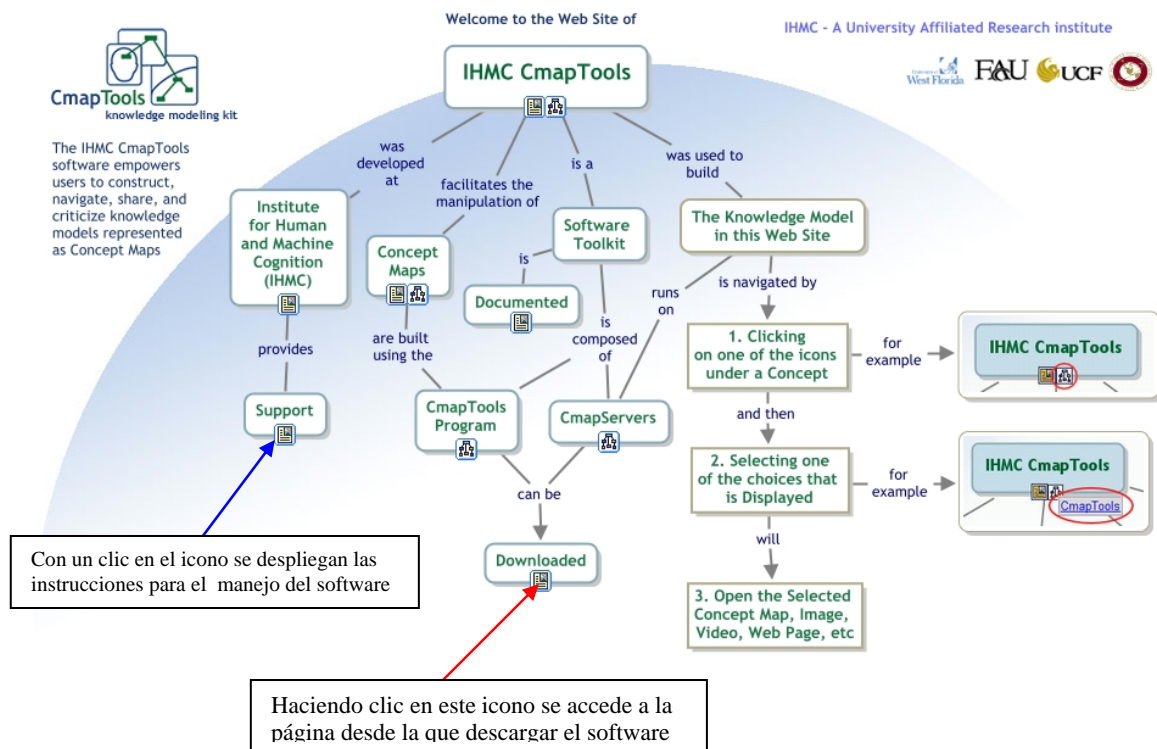 Welcome to the Web Site of
IHMC - A University Affiliated Research institute
West Florida
FAU
UCF
CmapTools
knowledge modeling kit
The IHMC CmapTools
software empowers
users to construct,
navigate, share, and
criticize knowledge
models represented
as Concept Maps
IHMC CmapTools
was
developed
at
facilitates the
manipulation of
is a
was used to
build
Institute
for Human
and Machine
Cognition
(IHMC)
Concept
Maps
Software
Toolkit
The Knowledge Model
in this Web Site
is
Documented
runs
on
is navigated by
provides
are built
using the
is
composed
of
1. Clicking
on one of the icons
under a Concept
for
example
IHMC CmapTools
Support
CmapTools
Program
CmapServers
and then
2. Selecting one
of the choices that
is Displayed
for
example
IHMC CmapTools
CmapTools
can be
will
Downloaded
3. Open the Selected
Concept Map, Image,
Video, Web Page, etc
Con un clic en el icono se despliegan las
instrucciones para el manejo del software
Haciendo clic en este icono se accede a la
página desde la que descargar el software